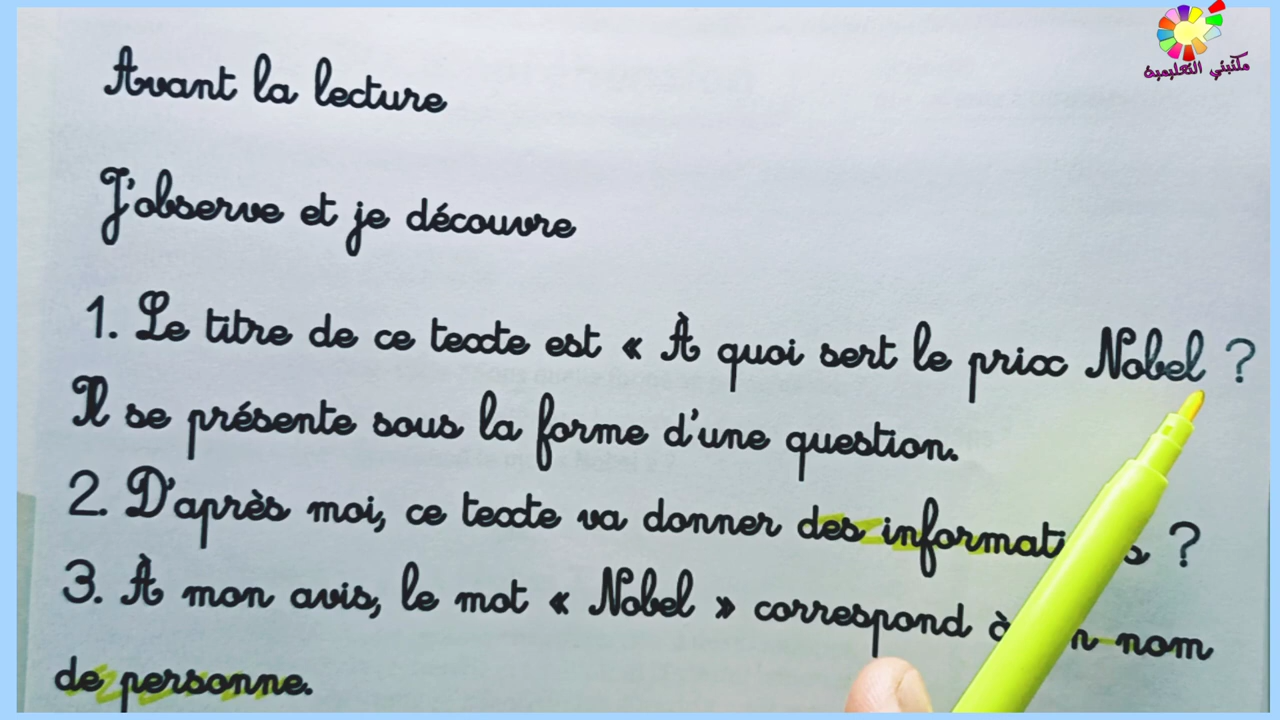 مكتبتي التعليمية
Avant la lecture
J'observe et je découvre
1. Le titre de ce texte est « À quoi sert le prix Nobel ?
Il se présente sous la forme d'une question.
2. D'après moi, ce texte va donner des ?
3. À mon avis, le mot « Nobel » correspond nom
de personne.